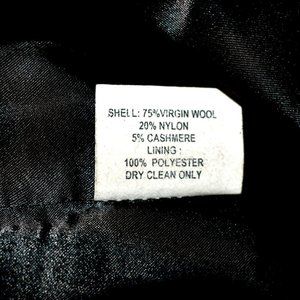 SHELL: 75%VIRGIN WOOL
20% NYLON
5% CASHMERE
LINING :
100% POLYESTER
DRY CLEAN ONLY